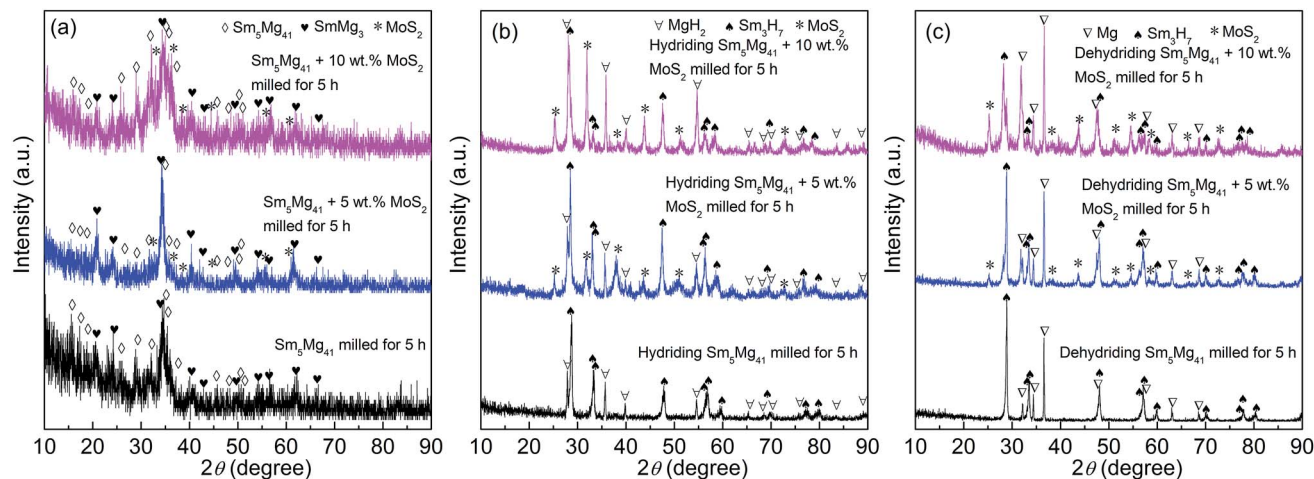 (a)
◊ Sm₅Mg₄₁ ♥ SmMg₃ * MoS₂
Sm₅Mg₄₁ + 10 wt.% MoS₂
milled for 5 h
Sm₅Mg₄₁ + 5 wt.% MoS₂
milled for 5 h
Sm₅Mg₄₁ milled for 5 h
Intensity (a.u.)
10 20 30 40 50 60 70 80 90
2θ (degree)
(b)
MgH₂ ♠ Sm₃H₇ * MoS₂
Hydriding Sm₅Mg₄₁ + 10 wt.%
MoS₂ milled for 5 h
Hydriding Sm₅Mg₄₁ + 5 wt.%
MoS₂ milled for 5 h
Hydriding Sm₅Mg₄₁ milled for 5 h
Intensity (a.u.)
10 20 30 40 50 60 70 80 90
2θ (degree)
(c)
▽ Mg ♠ Sm₃H₇ * MoS₂
Dehydriding Sm₅Mg₄₁ + 10 wt.%
MoS₂ milled for 5 h
Dehydriding Sm₅Mg₄₁ + 5 wt.%
MoS₂ milled for 5 h
Dehydriding Sm₅Mg₄₁ milled for 5 h
Intensity (a.u.)
10 20 30 40 50 60 70 80 90
2θ (degree)